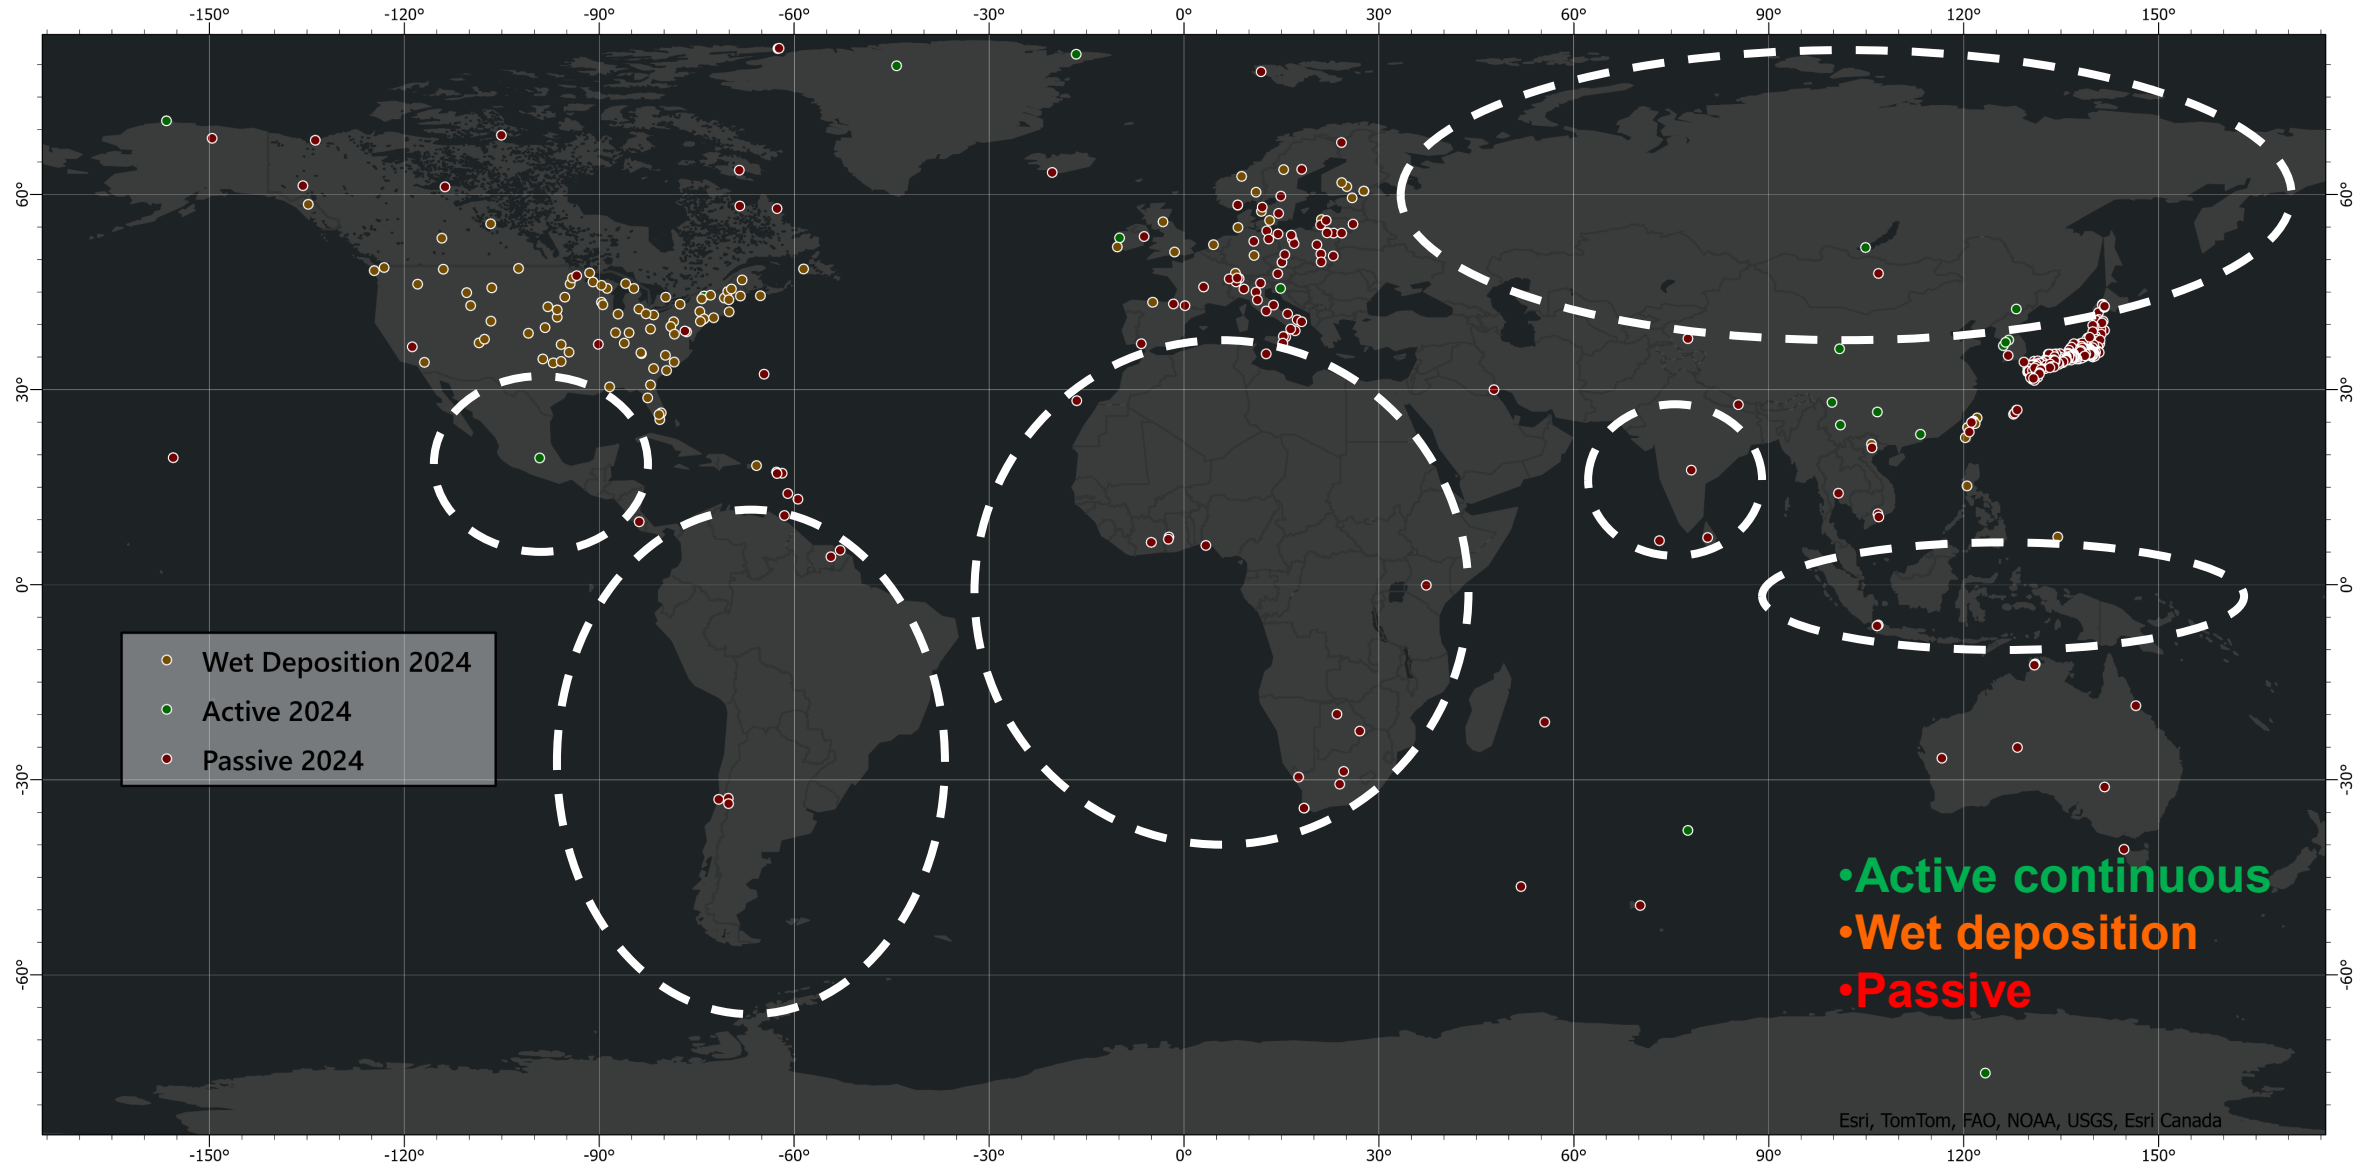 -150° -120° -90° -60° -30° 0° 30° 60° 90° 120° 150°
60° 60°
30° 30°
0° 0°
Wet Deposition 2024
Active 2024
Passive 2024
-30° -30°
•Active continuous
•Wet deposition
-60° -60°
•Passive
Esri, TomTom, FAO, NOAA, USGS, Esri Canada
-150° -120° -90° -60° -30° 0° 30° 60° 90° 120° 150°